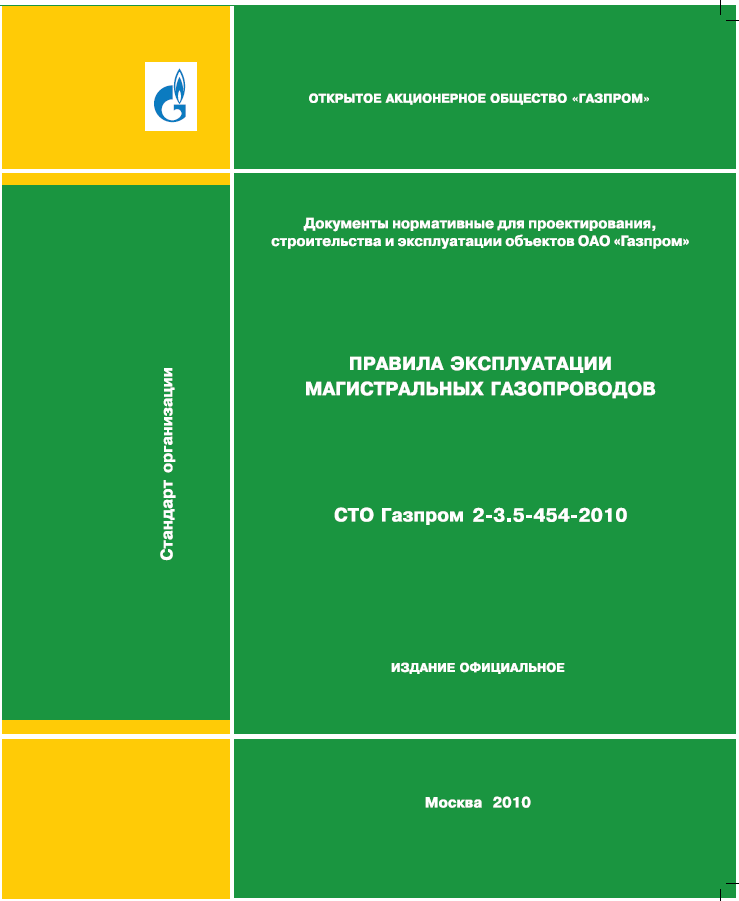 ОТКРЫТОЕ АКЦИОНЕРНОЕ ОБЩЕСТВО «ГАЗПРОМ»
Документы нормативные для проектирования,
строительства и эксплуатации объектов ОАО «Газпром»
ПРАВИЛА ЭКСПЛУАТАЦИИ
МАГИСТРАЛЬНЫХ ГАЗОПРОВОДОВ
Стандарт организации
СТО Газпром 2-3.5-454-2010
ИЗДАНИЕ ОФИЦИАЛЬНОЕ
Москва 2010